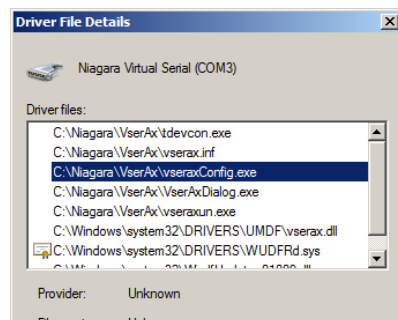 Driver File Details
Niagara Virtual Serial (COM3)
Driver files:
C:\Niagara\VserAx\tdevcon.exe
C:\Niagara\VserAx\vserax.inf
C:\Niagara\VserAx\vseraxConfig.exe
C:\Niagara\VserAx\VserAxDialog.exe
C:\Niagara\VserAx\vseraxun.exe
C:\Windows\system32\DRIVERS\UMDF\vserax.dll
C:\Windows\system32\DRIVERS\WUDFRd.sys
Provider: Unknown